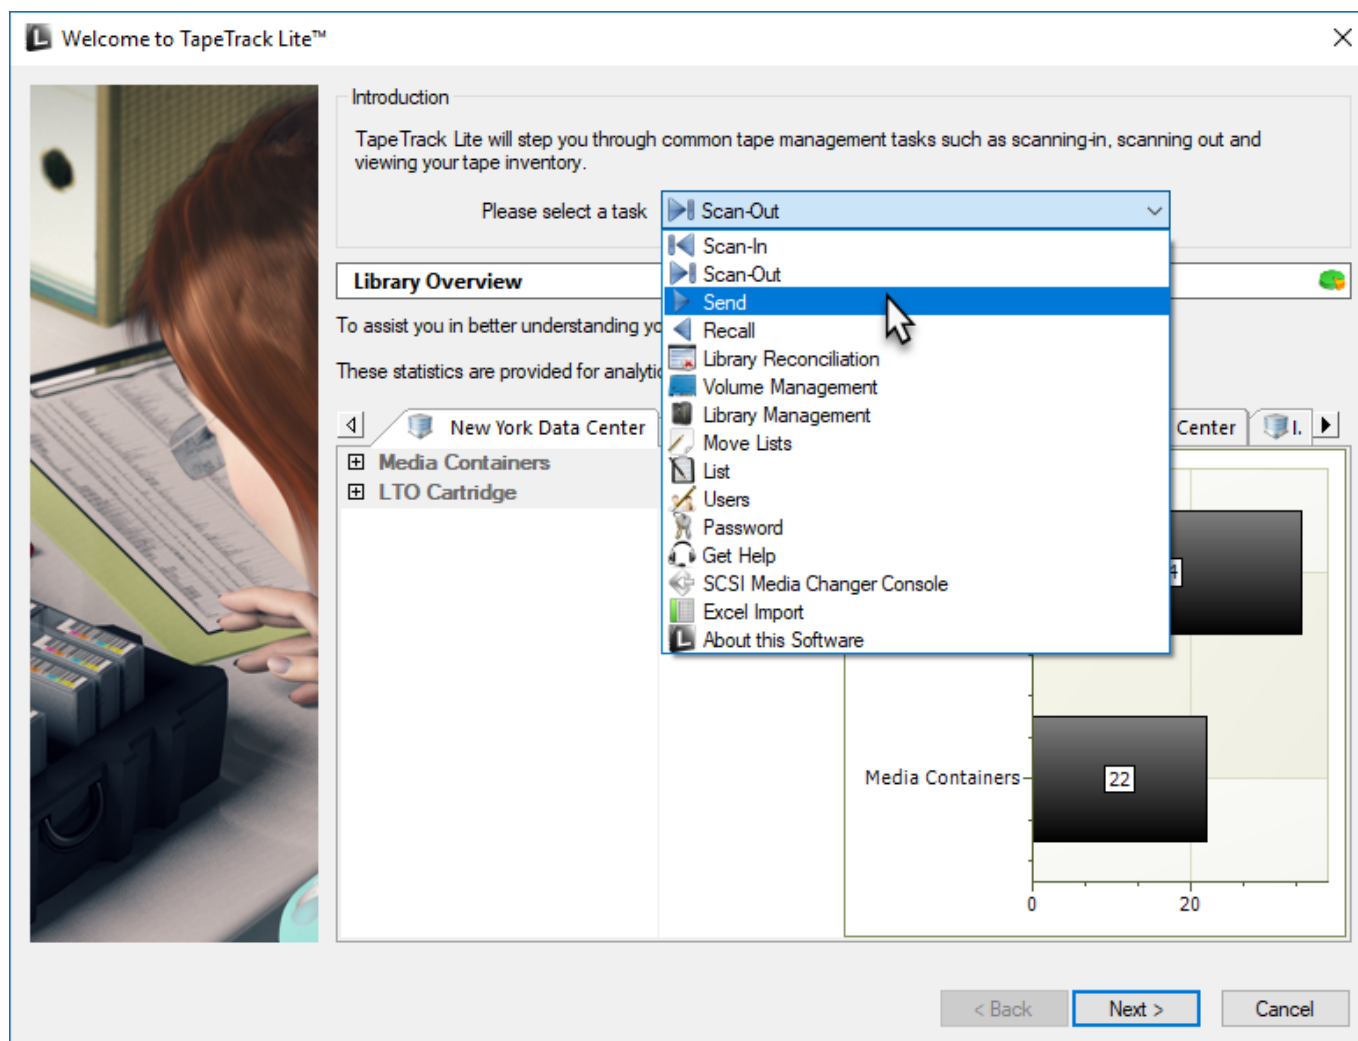 Welcome to TapeTrack Lite™
Introduction
TapeTrack Lite will step you through common tape management tasks such as scanning-in, scanning out and
viewing your tape inventory.
Please select a task
Scan-Out
Scan-In
Scan-Out
Send
Recall
Library Reconciliation
Volume Management
Library Management
Move Lists
List
Users
Password
Get Help
SCSI Media Changer Console
Excel Import
About this Software
Library Overview
To assist you in better understanding
These statistics are provided for
New York Data Center
Center
I.
Media Containers
LTO Cartridge
4
Media Containers
22
0
20
< Back
Next >
Cancel